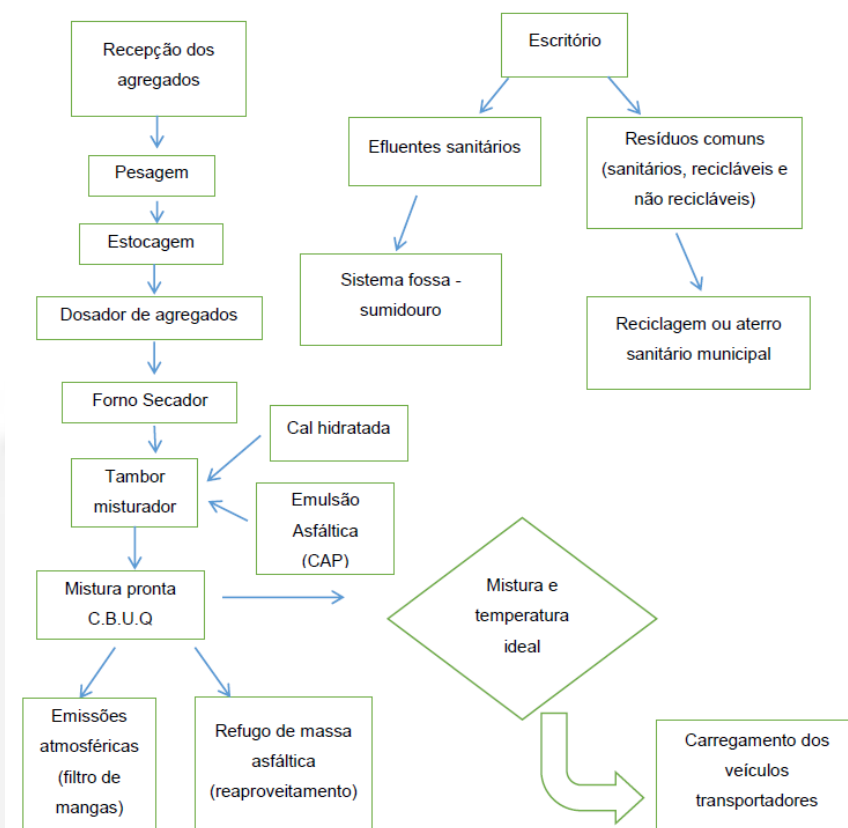 Recepção dos
agregados
Pesagem
Estocagem
Dosador de agregados
Forno Secador
Tambor
misturador
Cal hidratada
Emulsão
Asfáltica
(CAP)
Mistura pronta
C.B.U.Q
Emissões
atmosféricas
(filtro de
mangas)
Refugo de massa
asfáltica
(reaproveitamento)
Mistura e
temperatura
ideal
Carregamento dos
veículos
transportadores
Escritório
Efluentes sanitários
Sistema fossa -
sumidouro
Resíduos comuns
(sanitários, recicláveis e
não recicláveis)
Reciclagem ou aterro
sanitário municipal